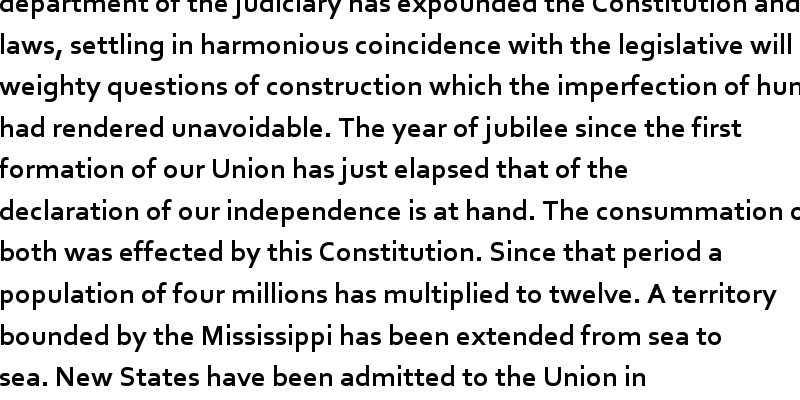 department of the judiciary has expounded the Constitution and
laws, settling in harmonious coincidence with the legislative will
weighty questions of construction which the imperfection of
had rendered unavoidable. The year of jubilee since the first
formation of our Union has just elapsed that of the
declaration of our independence is at hand. The consummation
both was effected by this Constitution. Since that period a
population of four millions has multiplied to twelve. A territory
bounded by the Mississippi has been extended from sea to
sea. New States have been admitted to the Union in